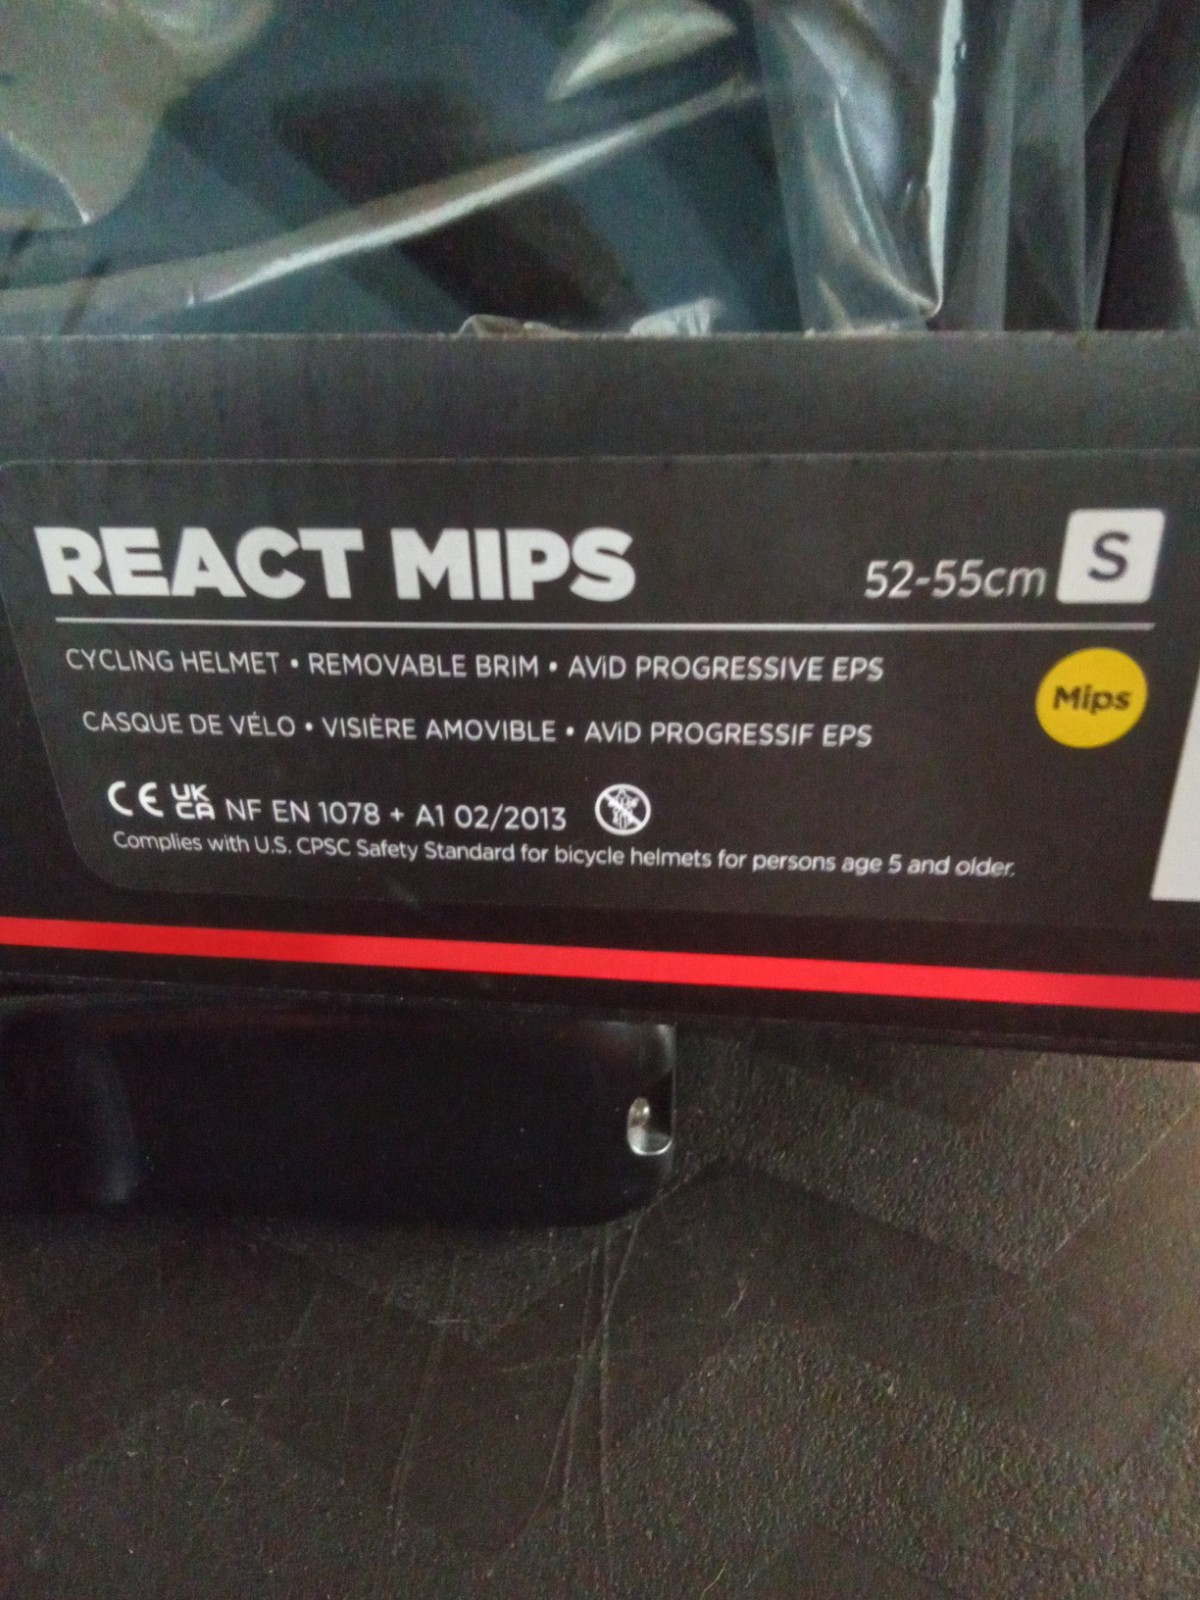 REACT MIPS
52-55cm S
CYCLING HELMET • REMOVABLE BRIM • AViD PROGRESSIVE EPS
Mips
CASQUE DE VÉLO • VISIÈRE AMOVIBLE • AViD PROGRESSIF EPS
CE UK CA NF EN 1078 + A1 02/2013
Complies with U.S. CPSC Safety Standard for bicycle helmets for persons age 5 and older.